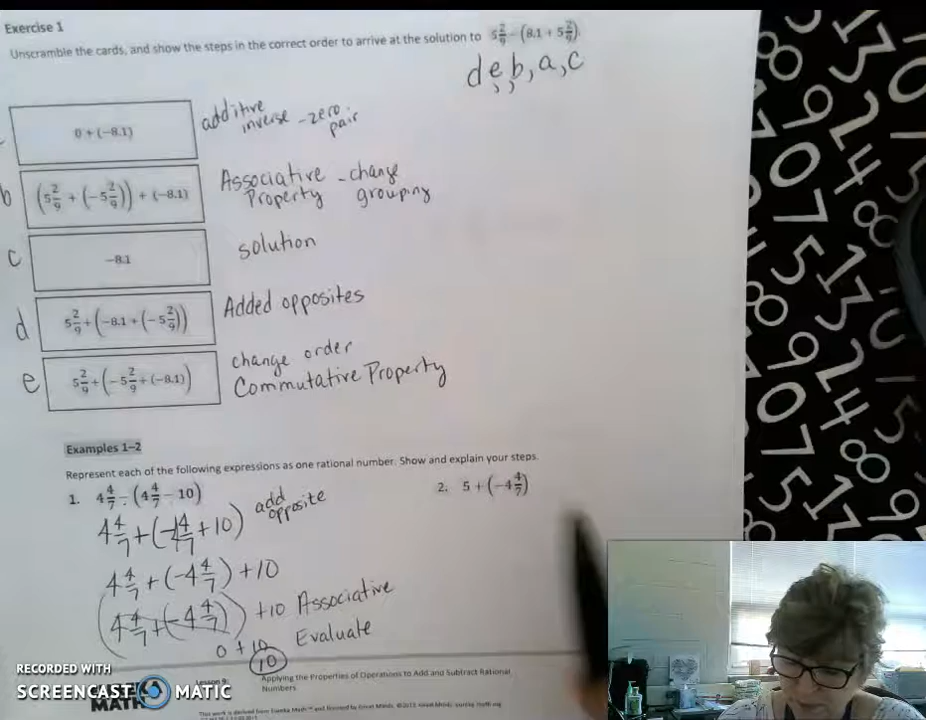 Exercise 1
Unscramble the cards, and show the steps in the correct order to arrive at the solution to 5 2/9 − (8.1 + 5 2/9).
d, e, b, a, c
0 + (−8.1)
additive inverse - zero pair
b
(5 2/9 + (−5 2/9)) + (−8.1)
Associative Property - change grouping
c
−8.1
solution
d
5 2/9 + (−8.1 + (−5 2/9))
Added opposites
e
5 2/9 + (−5 2/9 + (−8.1))
change order
Commutative Property
Examples 1–2
Represent each of the following expressions as one rational number. Show and explain your steps.
1. 4 4/7 − (4 4/7 − 10)
4 4/7 + (−4 4/7 + 10) add opposite
4 4/7 + (−4 4/7) + 10
(4 4/7 + (−4 4/7)) + 10 Associative
0 + 10 Evaluate
10
2. 5 + (−4 4/7)
RECORDED WITH
SCREENCAST MATIC
MATH
Lesson 9:
Applying the Properties of Operations to Add and Subtract Rational
Numbers